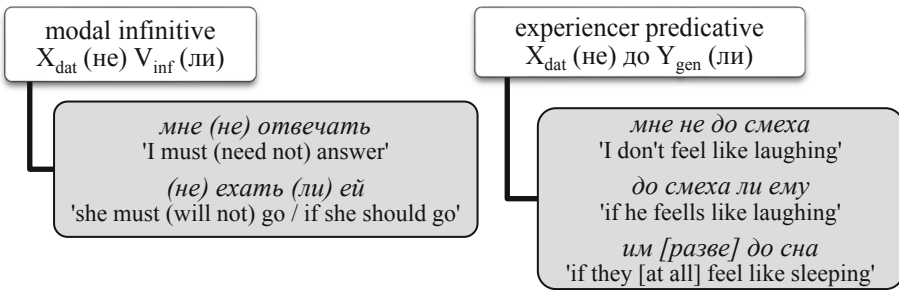 modal infinitive
X_dat (не) V_inf (ли)
мне (не) отвечать
'I must (need not) answer'
(не) ехать (ли) ей
'she must (will not) go / if she should go'
experiencer predicative
X_dat (не) до Y_gen (ли)
мне не до смеха
'I don't feel like laughing'
до смеха ли ему
'if he feells like laughing'
им [разве] до сна
'if they [at all] feel like sleeping'